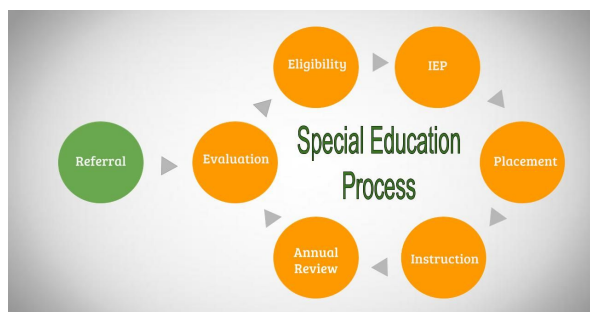 Referral
Evaluation
Eligibility
IEP
Placement
Instruction
Annual
Review
Special Education
Process